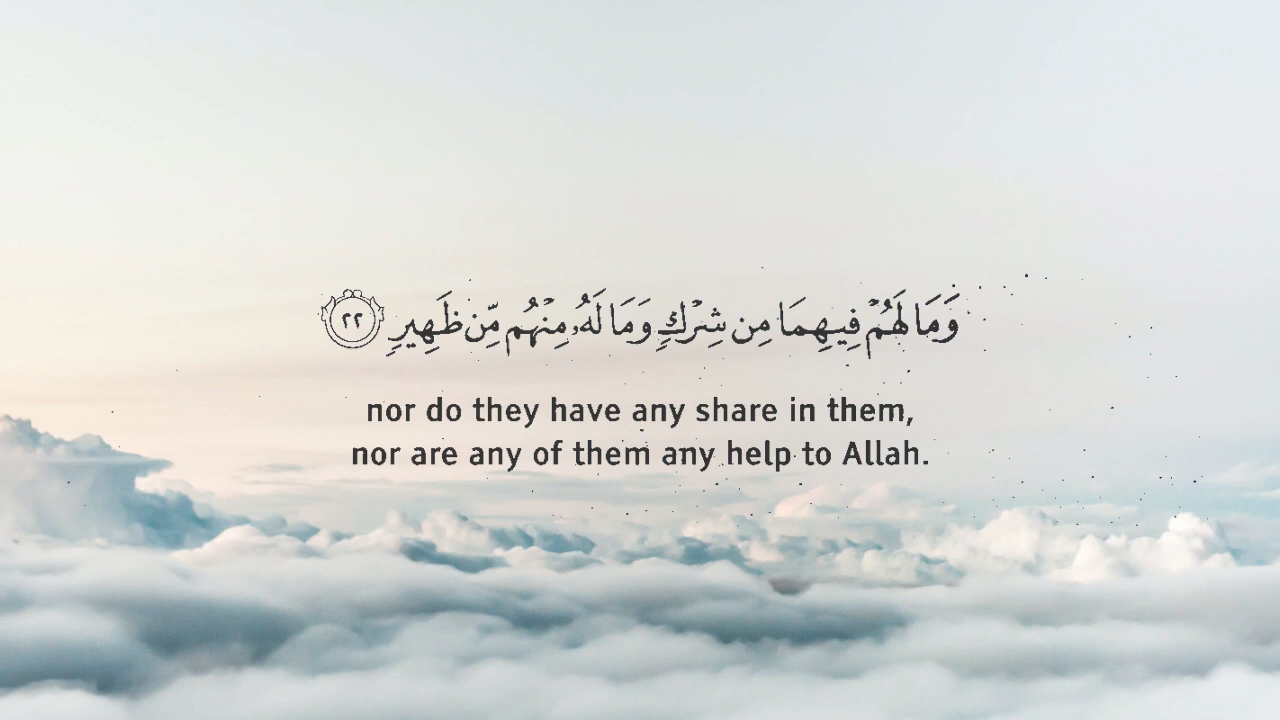 وَمَا لَهُمْ فِيهِمَا مِن شِرْكٍ وَمَا لَهُۥ مِنْهُم مِّن ظَهِيرٍ ٢٢
nor do they have any share in them,
nor are any of them any help to Allah.